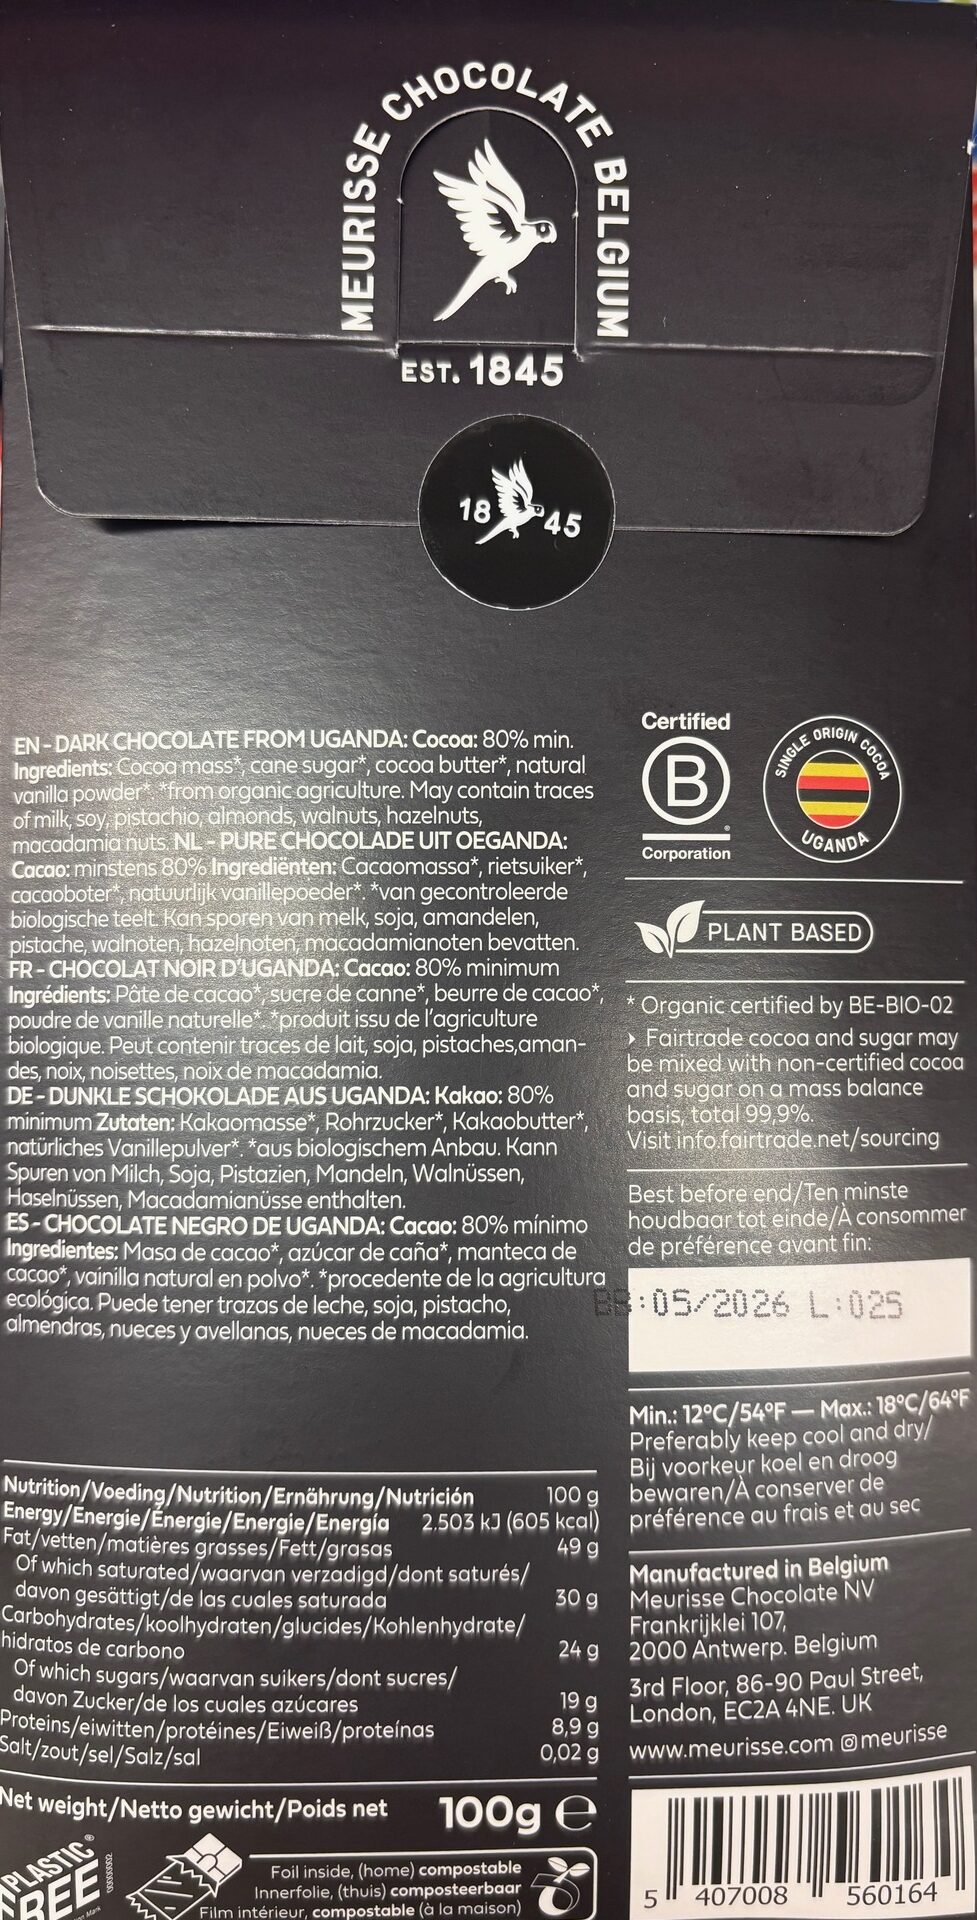 MEURISSE CHOCOLATE BELGIUM
EST. 1845
18 45
EN - DARK CHOCOLATE FROM UGANDA: Cocoa: 80% min.
Ingredients: Cocoa mass*, cane sugar*, cocoa butter*, natural
vanilla powder*. *from organic agriculture. May contain traces
of milk, soy, pistachio, almonds, walnuts, hazelnuts,
macadamia nuts. NL - PURE CHOCOLADE UIT OEGANDA:
Cacao: minstens 80% Ingrediënten: Cacaomassa*, rietsuiker*,
cacaoboter*, natuurlijk vanillepoeder*. *van gecontroleerde
biologische teelt. Kan sporen van melk, soja, amandelen,
pistache, walnoten, hazelnoten, macadamianoten bevatten.
FR - CHOCOLAT NOIR D'UGANDA: Cacao: 80% minimum
Ingrédients: Pâte de cacao*, sucre de canne*, beurre de cacao*,
poudre de vanille naturelle*. *produit issu de l'agriculture
biologique. Peut contenir traces de lait, soja, pistaches,aman-
des, noix, noisettes, noix de macadamia.
DE - DUNKLE SCHOKOLADE AUS UGANDA: Kakao: 80%
minimum Zutaten: Kakaomasse*, Rohrzucker*, Kakaobutter*,
natürliches Vanillepulver*. *aus biologischem Anbau. Kann
Spuren von Milch, Soja, Pistazien, Mandeln, Walnüssen,
Haselnüssen, Macadamianüsse enthalten.
ES - CHOCOLATE NEGRO DE UGANDA: Cacao: 80% mínimo
Ingredientes: Masa de cacao*, azúcar de caña*, manteca de
cacao*, vainilla natural en polvo*. *procedente de la agricultura
ecológica. Puede tener trazas de leche, soja, pistacho,
almendras, nueces y avellanas, nueces de macadamia.
Certified
B
Corporation
SINGLE ORIGIN COCOA
UGANDA
PLANT BASED
* Organic certified by BE-BIO-02
› Fairtrade cocoa and sugar may
be mixed with non-certified cocoa
and sugar on a mass balance
basis, total 99,9%.
Visit info.fairtrade.net/sourcing
Best before end/Ten minste
houdbaar tot einde/À consommer
de préférence avant fin:
BB:05/2026 L:025
Min.: 12°C/54°F — Max.: 18°C/64°F
Preferably keep cool and dry/
Bij voorkeur koel en droog
bewaren/À conserver de
préférence au frais et au sec
Manufactured in Belgium
Meurisse Chocolate NV
Frankrijklei 107,
2000 Antwerp. Belgium
3rd Floor, 86-90 Paul Street,
London, EC2A 4NE. UK
www.meurisse.com @meurisse
Nutrition/Voeding/Nutrition/Ernährung/Nutrición 100 g
Energy/Energie/Énergie/Energie/Energía 2.503 kJ (605 kcal)
Fat/vetten/matières grasses/Fett/grasas 49 g
Of which saturated/waarvan verzadigd/dont saturés/
davon gesättigt/de las cuales saturada 30 g
Carbohydrates/koolhydraten/glucides/Kohlenhydrate/
hidratos de carbono 24 g
Of which sugars/waarvan suikers/dont sucres/
davon Zucker/de los cuales azúcares 19 g
Proteins/eiwitten/protéines/Eiweiß/proteínas 8,9 g
Salt/zout/sel/Salz/sal 0,02 g
Net weight/Netto gewicht/Poids net 100g ℮
PLASTIC
FREE
Foil inside, (home) compostable
Innerfolie, (thuis) composteerbaar
Film intérieur, compostable (à la maison)
5 407008 560164